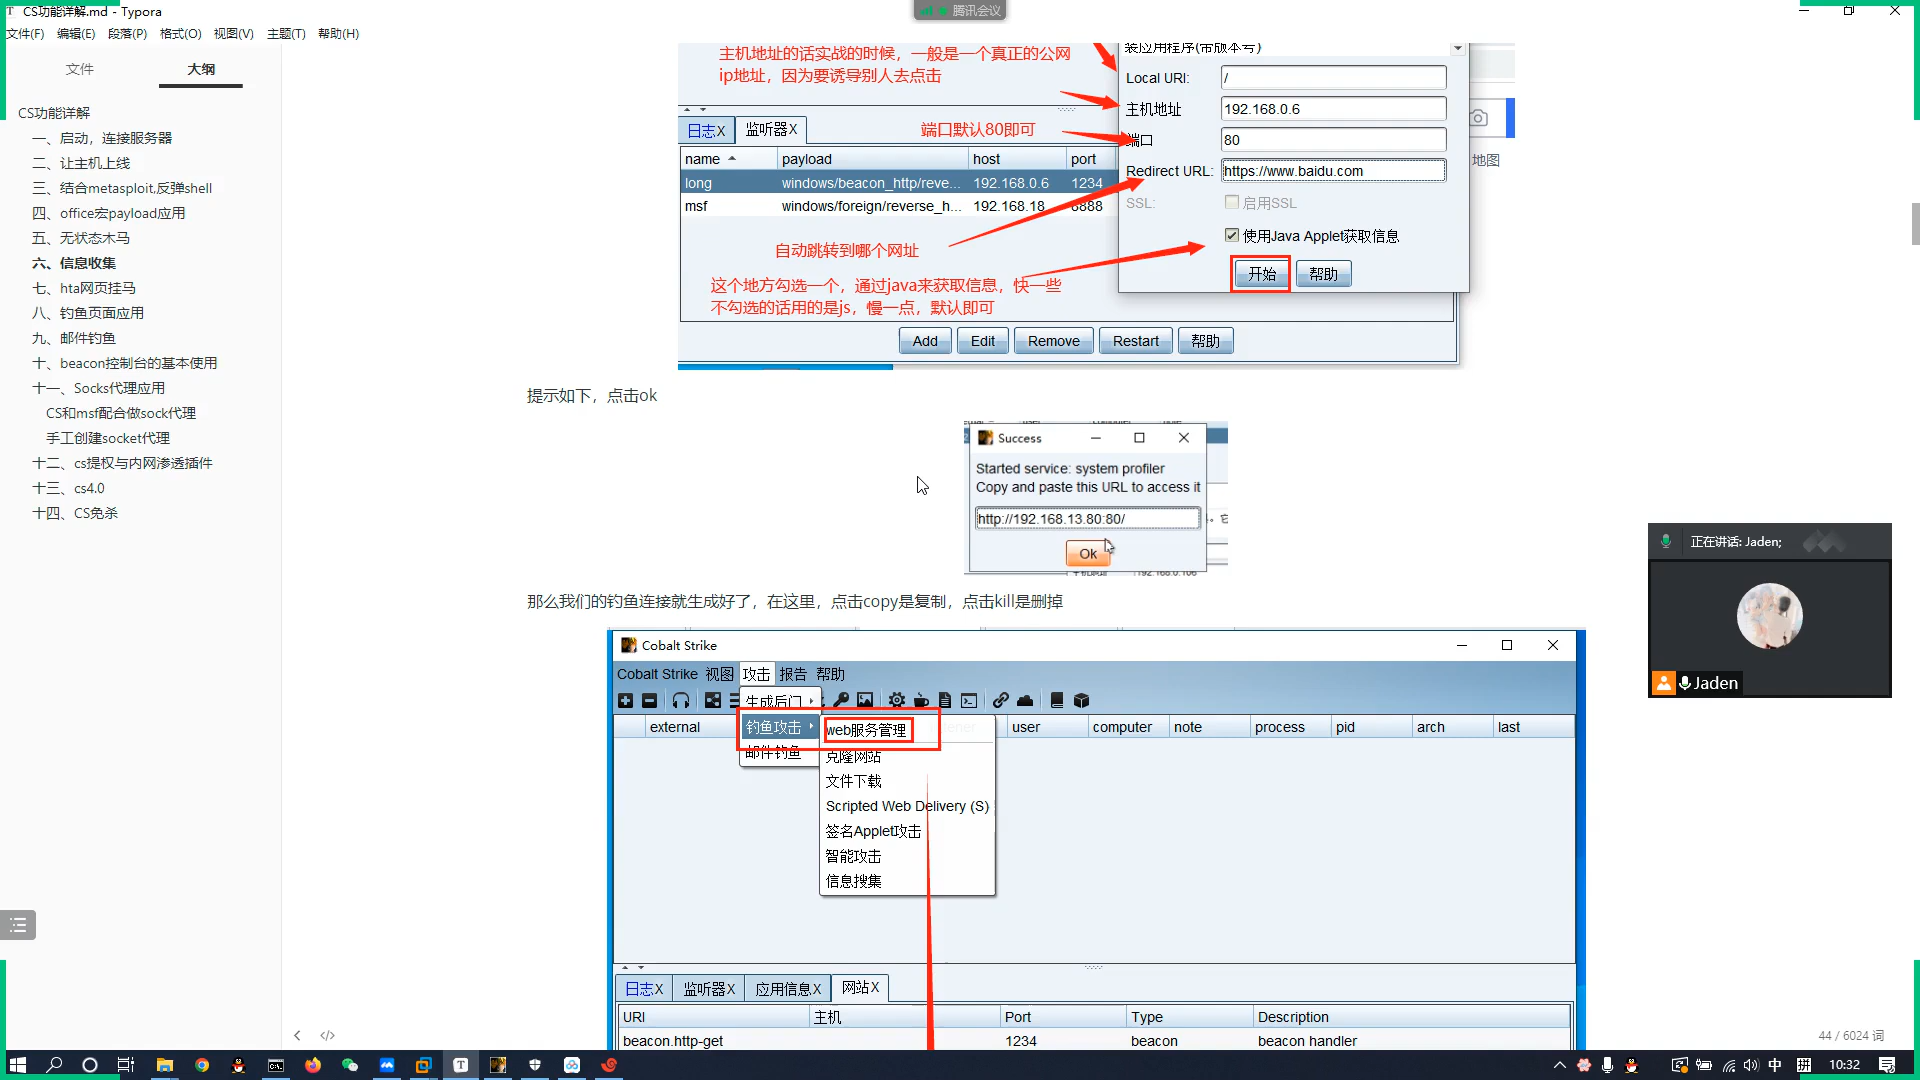 CS功能详解.md - Typora
腾讯会议
文件(F) 编辑(E) 段落(P) 格式(O) 视图(V) 主题(T) 帮助(H)
文件 大纲
CS功能详解
一、启动，连接服务器
二、让主机上线
三、结合metasploit,反弹shell
四、office宏payload应用
五、无状态木马
六、信息收集
七、hta网页挂马
八、钓鱼页面应用
九、邮件钓鱼
十、beacon控制台的基本使用
十一、Socks代理应用
CS和msf配合做sock代理
手工创建socket代理
十二、cs提权与内网渗透插件
十三、cs4.0
十四、CS免杀
主机地址的话实战的时候，一般是一个真正的公网
ip地址，因为要诱导别人去点击
装应用程序(带版本号)
Local URI: /
主机地址 192.168.0.6
端口 80
Redirect URL: https://www.baidu.com
SSL: 启用SSL
使用Java Applet获取信息
开始 帮助
地图
日志X 监听器X
端口默认80即可
name payload host port
long windows/beacon_http/reve... 192.168.0.6 1234
msf windows/foreign/reverse_h... 192.168.18 8888
自动跳转到哪个网址
这个地方勾选一个，通过java来获取信息，快一些
不勾选的话用的是js，慢一点，默认即可
Add Edit Remove Restart 帮助
提示如下，点击ok
Success
Started service: system profiler
Copy and paste this URL to access it
http://192.168.13.80:80/
Ok
那么我们的钓鱼连接就生成好了，在这里，点击copy是复制，点击kill是删掉
Cobalt Strike
Cobalt Strike 视图 攻击 报告 帮助
生成后门
钓鱼攻击
邮件钓鱼
web服务管理
克隆网站
文件下载
Scripted Web Delivery (S)
签名Applet攻击
智能攻击
信息搜集
external user computer note process pid arch last
日志X 监听器X 应用信息X 网站X
URI 主机 Port Type Description
beacon.http-get 1234 beacon beacon handler
正在讲话: Jaden;
Jaden
44 / 6024 词
中 拼 10:32